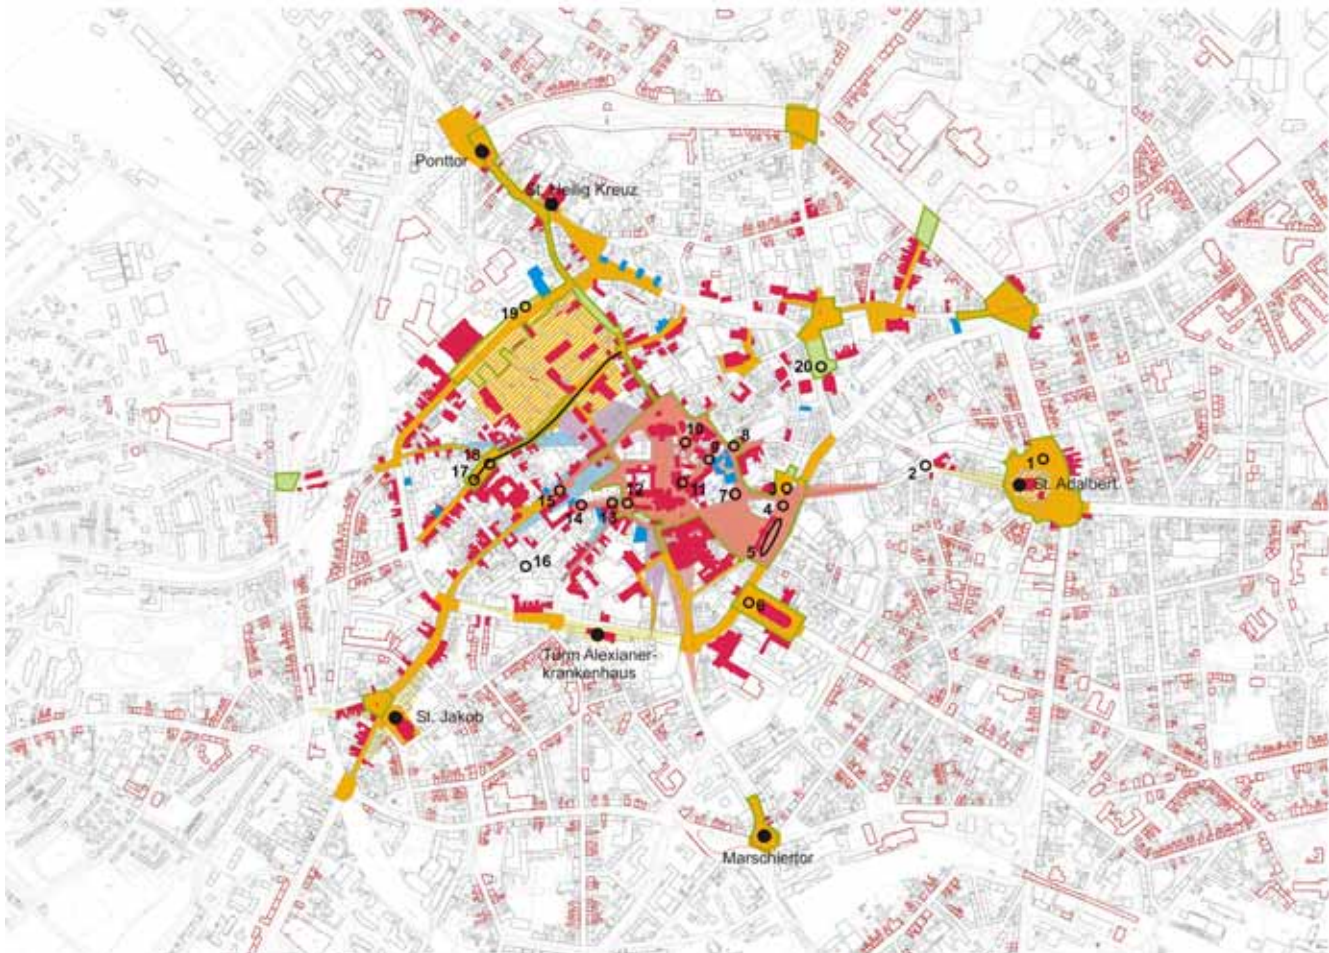 Ponttor
St. Heilig Kreuz
19
20
10
8
9
18
1
2
17
St. Adalbert
11
3
15
12
7
4
14
13
5
16
6
Turm Alexianer-
krankenhaus
St. Jakob
Marschiertor